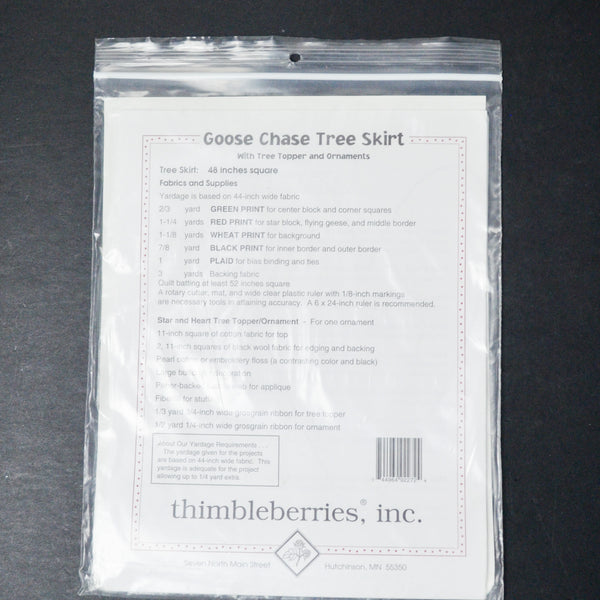 Goose Chase Tree Skirt
With Tree Topper and Ornaments
Tree Skirt: 48 inches square
Fabrics and Supplies
Yardage is based on 44-inch wide fabric
2/3 yard GREEN PRINT for center block and corner squares
1-1/4 yards RED PRINT for star block, flying geese, and middle border
1-1/8 yards WHEAT PRINT for background
7/8 yard BLACK PRINT for inner border and outer border
1 yard PLAID for bias binding and ties
3 yards Backing fabric
Quilt batting at least 52 inches square
A rotary cutter, mat, and wide clear plastic ruler with 1/8-inch markings
are necessary tools in attaining accuracy. A 6 x 24-inch ruler is recommended.
Star and Heart Tree Topper/Ornament - For one ornament
11-inch square of cotton fabric for top
2, 11-inch squares of black wool fabric for edging and backing
Pearl cotton or embroidery floss (a contrasting color and black)
Large button decoration
Paper-backed web for applique
1/3 yard 1/4-inch wide grosgrain ribbon for tree topper
1/2 yard 1/4-inch wide grosgrain ribbon for ornament
About Our Yardage Requirements . . .
The yardage given for the projects
are based on 44-inch wide fabric. This
yardage is adequate for the project
allowing up to 1/4 yard extra.
thimbleberries,® inc.
Seven North Main Street Hutchinson, MN 55350